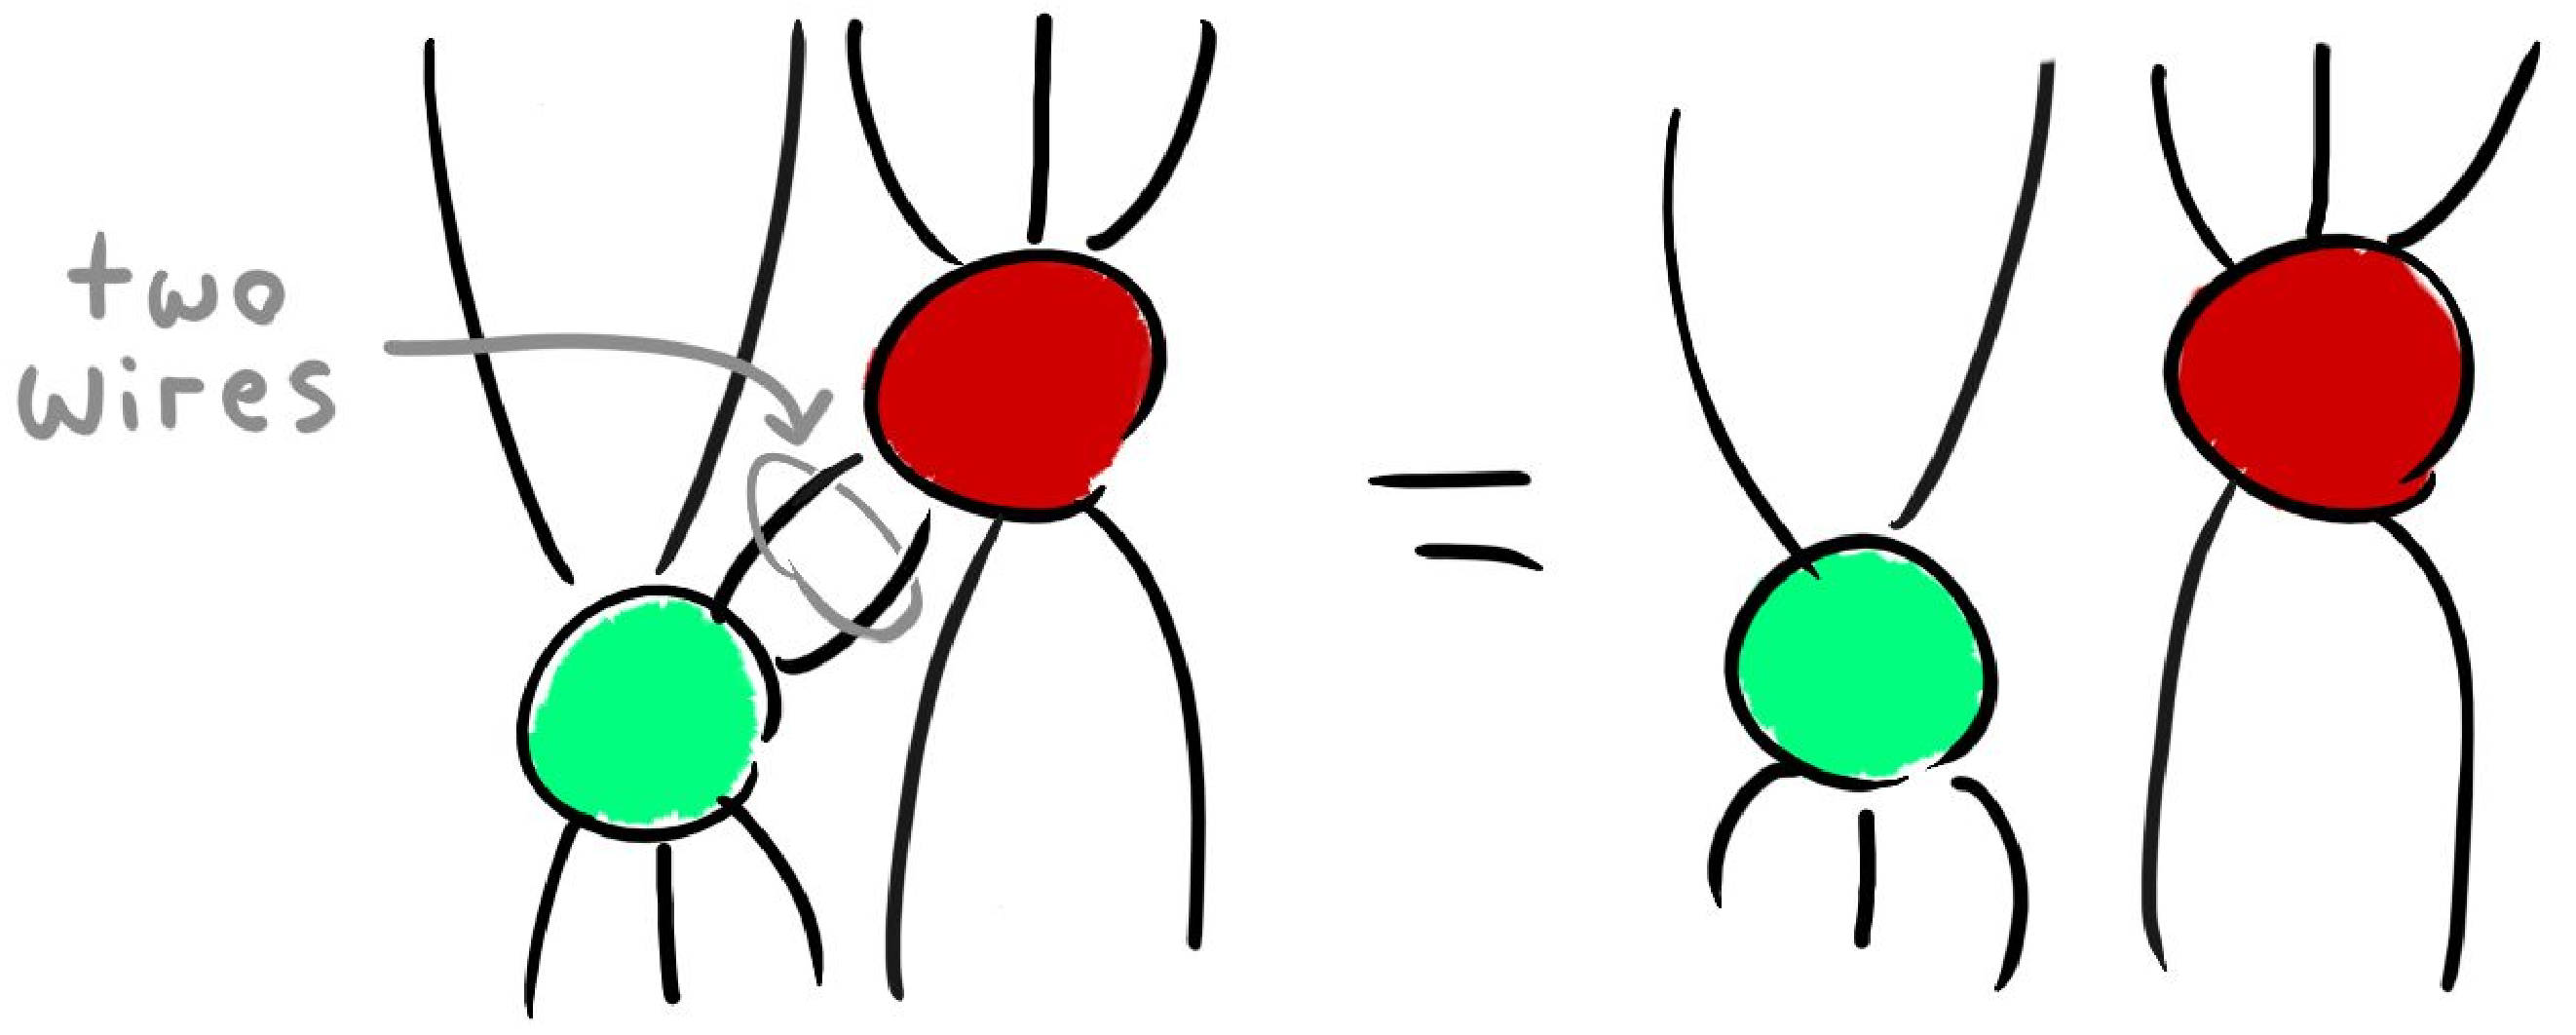 two
wires
=